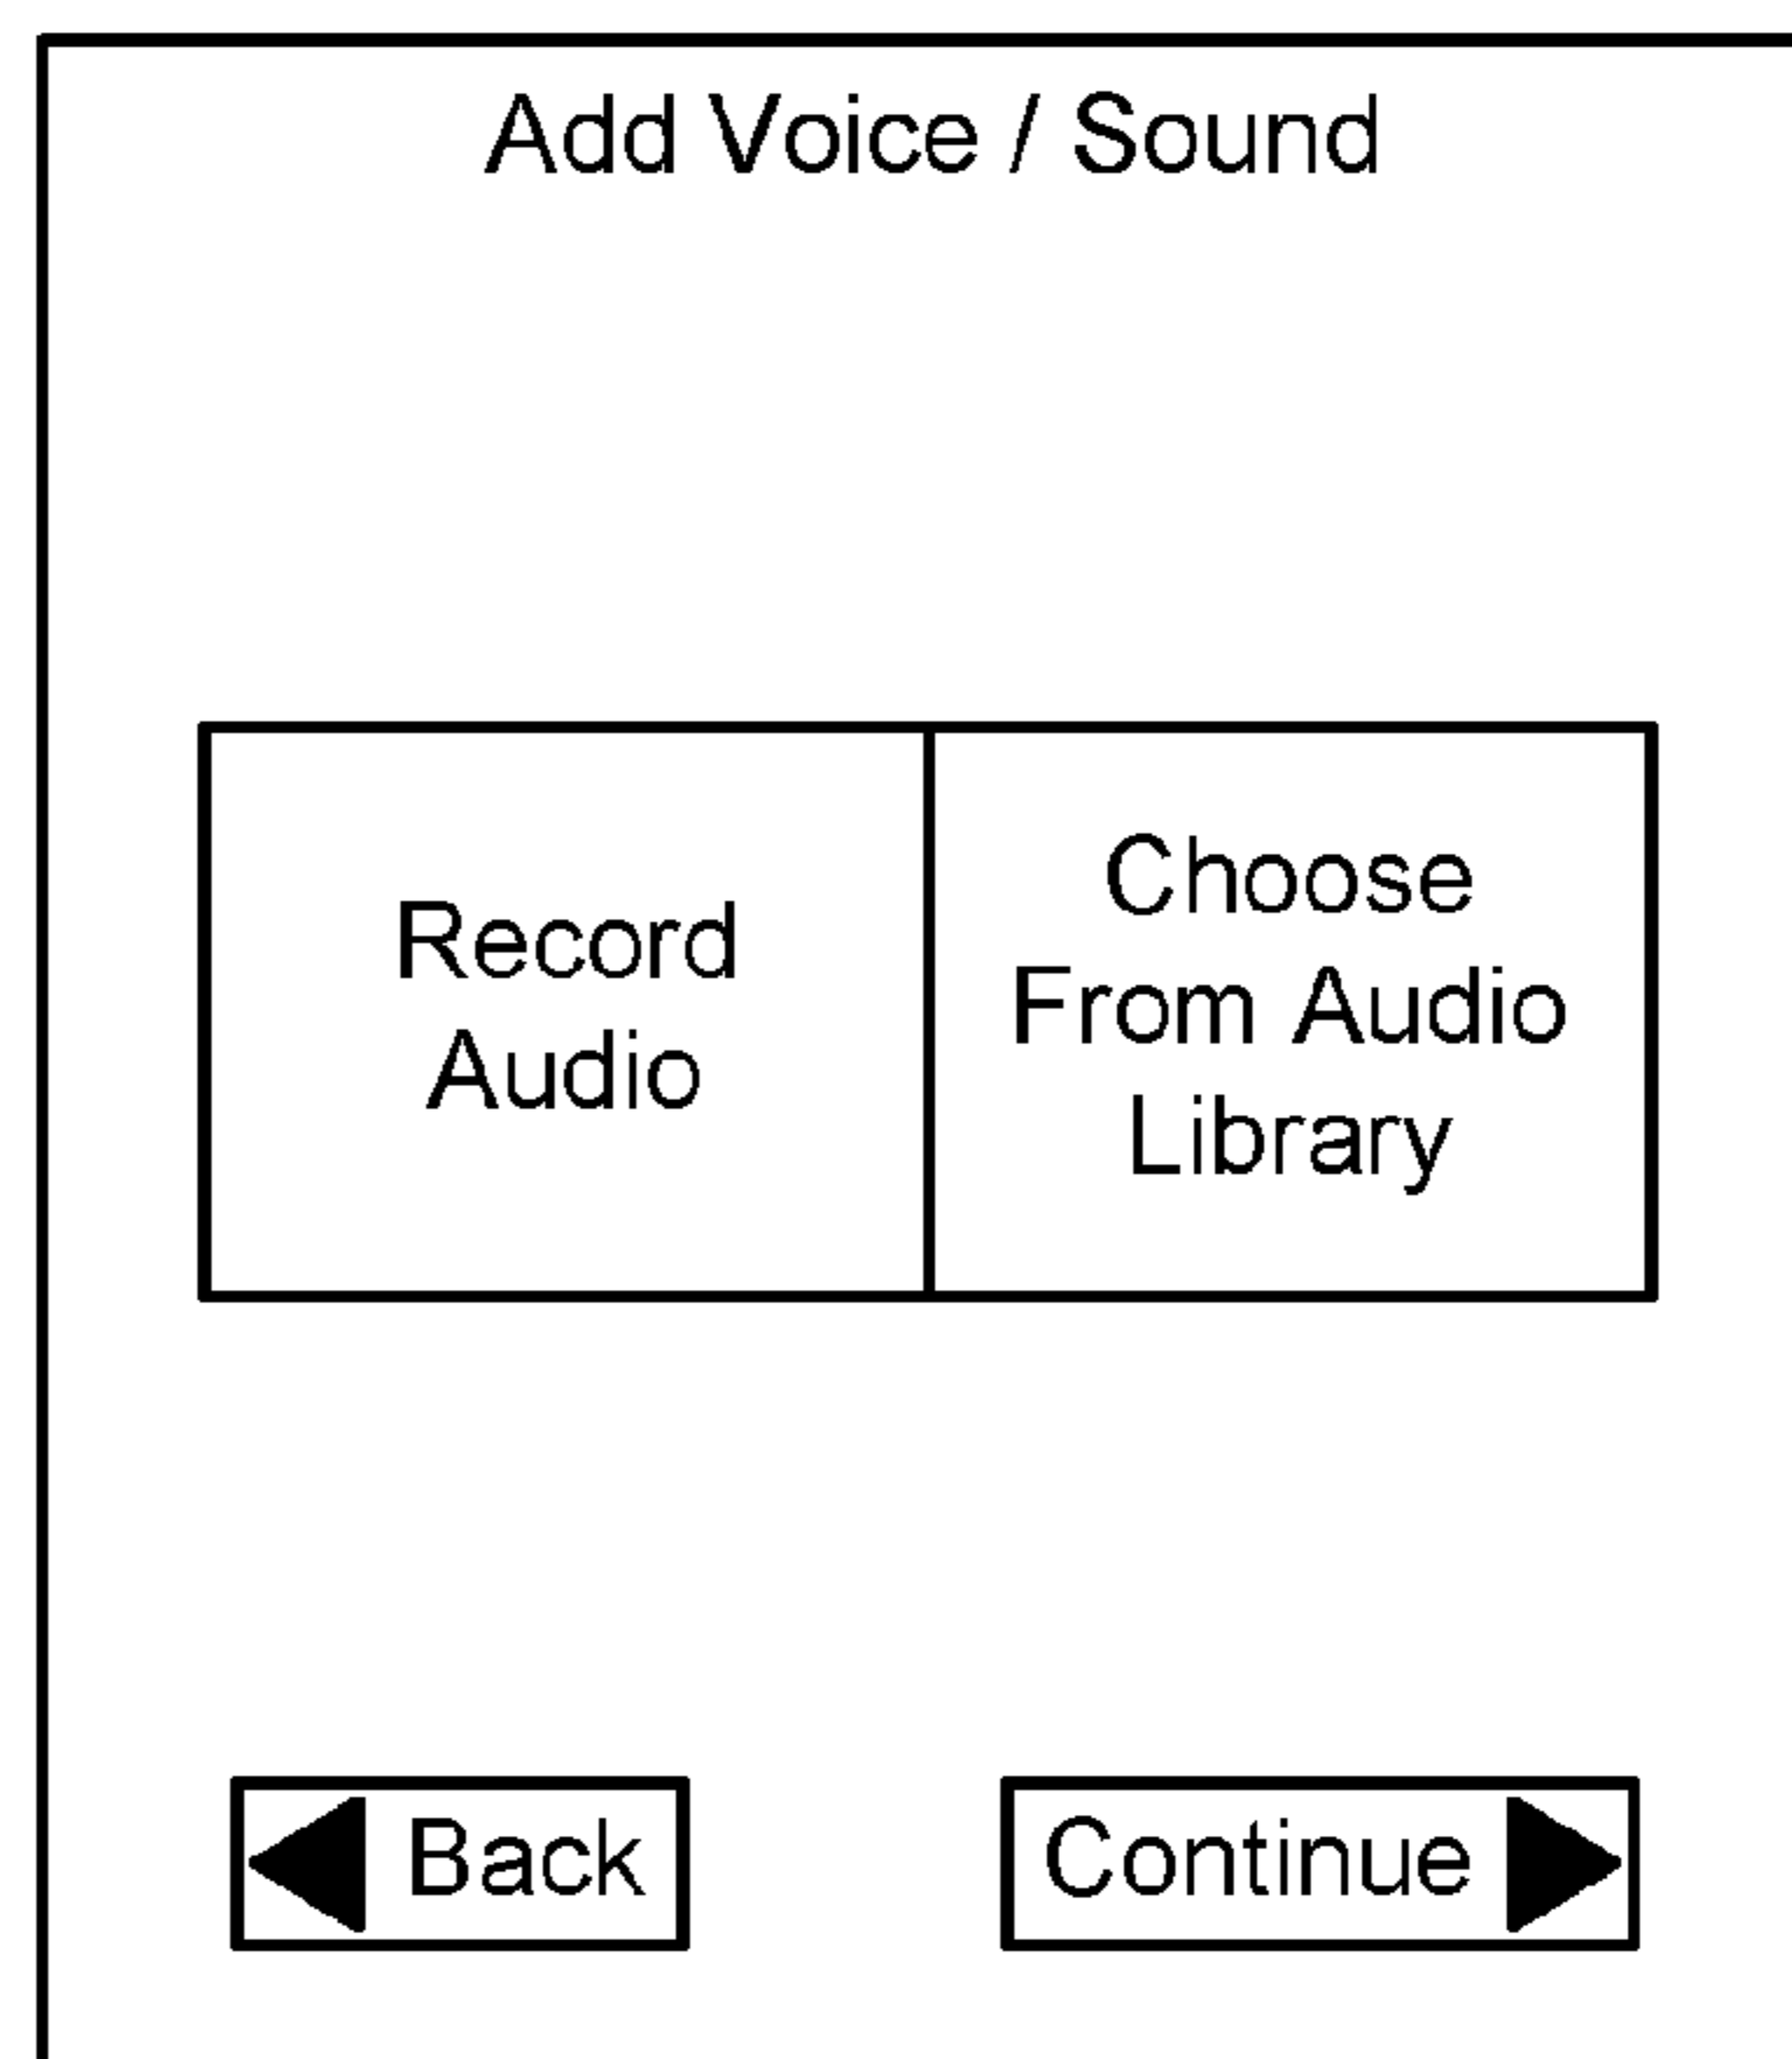 Add Voice / Sound
Record
Audio
Choose
From Audio
Library
Back
Continue